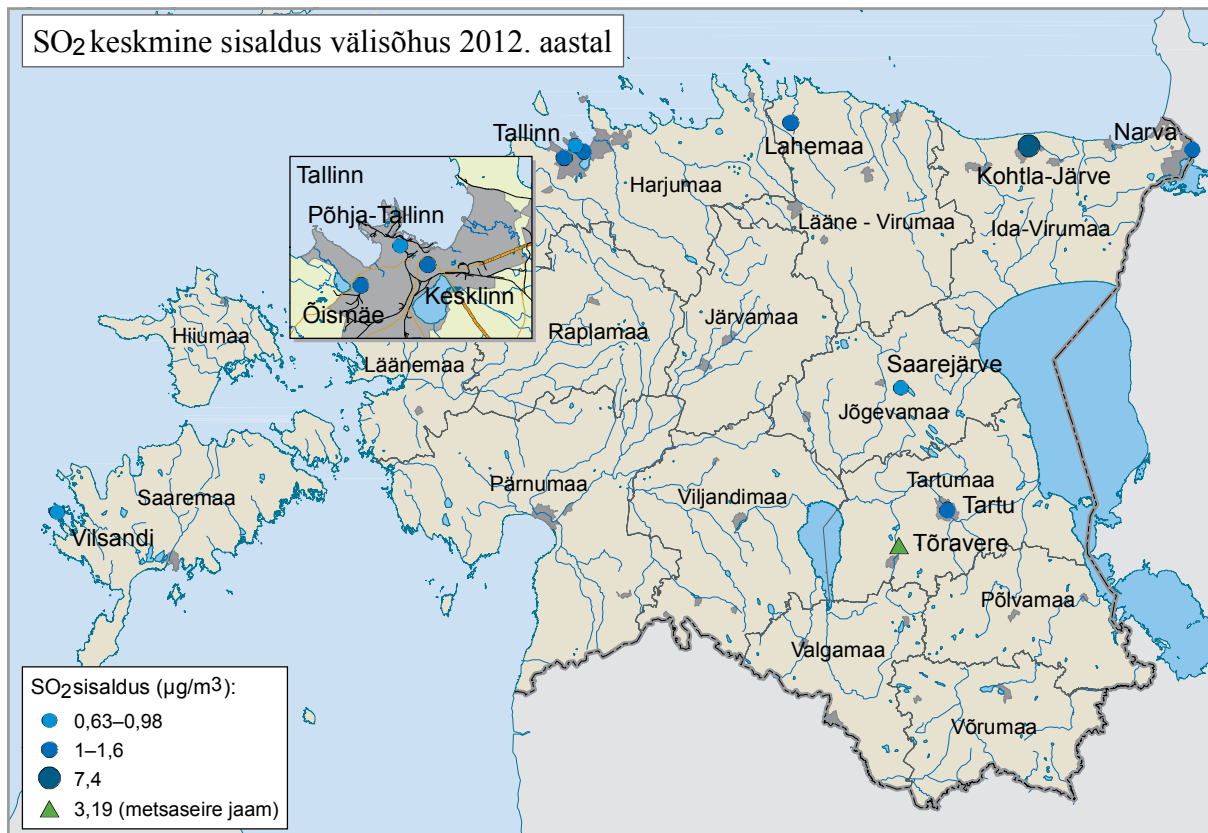 SO2 keskmine sisaldus välisõhus 2012. aastal
Tallinn
Lahemaa
Narva
Kohtla-Järve
Harjumaa
Lääne - Virumaa
Ida-Virumaa
Tallinn
Põhja-Tallinn
Kesklinn
Õismäe
Hiiumaa
Läänemaa
Raplamaa
Järvamaa
Saarejärve
Jõgevamaa
Saaremaa
Vilsandi
Pärnumaa
Viljandimaa
Tartumaa
Tartu
Tõravere
Põlvamaa
Valgamaa
Võrumaa
SO2 sisaldus (µg/m3):
0,63–0,98
1–1,6
7,4
3,19 (metsaseire jaam)